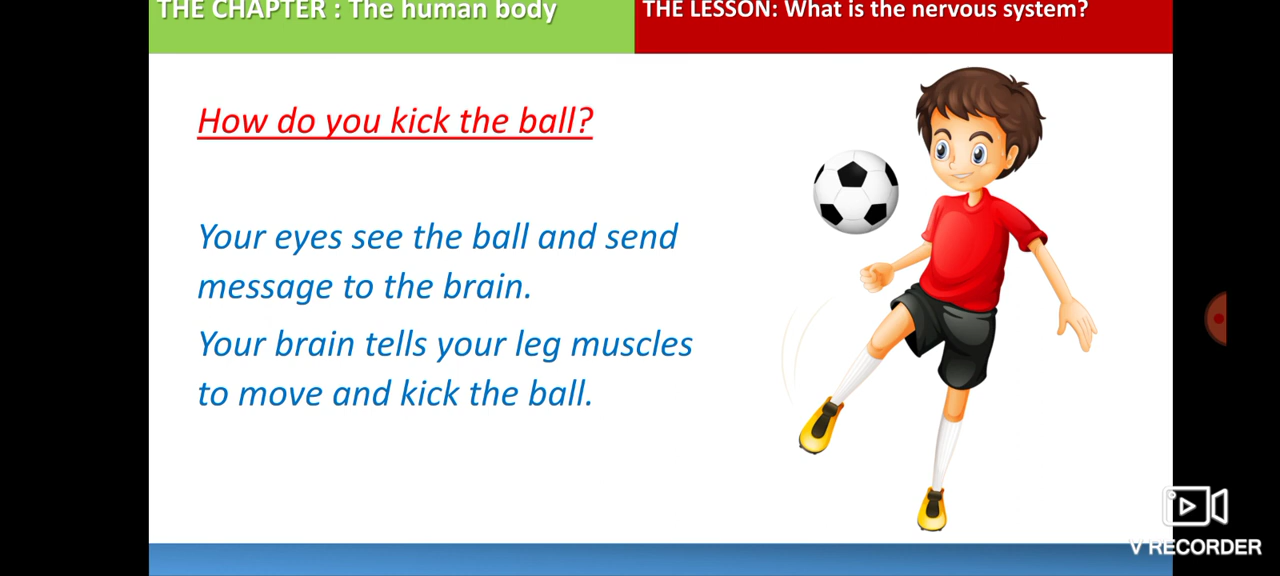 THE CHAPTER : The human body
THE LESSON: What is the nervous system?
How do you kick the ball?
Your eyes see the ball and send
message to the brain.
Your brain tells your leg muscles
to move and kick the ball.
V RECORDER